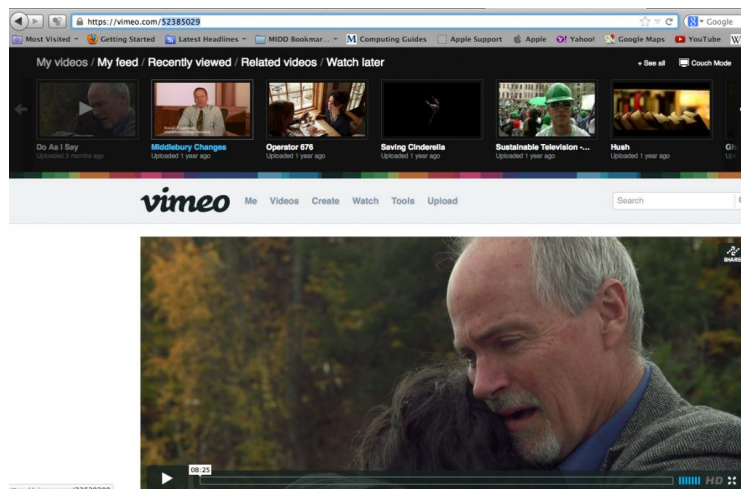 https://vimeo.com/52385029
Google
Most Visited Getting Started Latest Headlines MIDD Bookmar... Computing Guides Apple Support Apple Yahoo! Google Maps YouTube W
My videos / My feed / Recently viewed / Related videos / Watch later
+ See all Couch Mode
Do As I Say Middlebury Changes Operator 676 Saving Cinderella Sustainable Television -... Hush
Uploaded 3 months ago Uploaded 1 year ago Uploaded 1 year ago Uploaded 1 year ago Uploaded 1 year ago Uploaded 1 year ago
vimeo Me Videos Create Watch Tools Upload Search
SHARE
08:25
HD